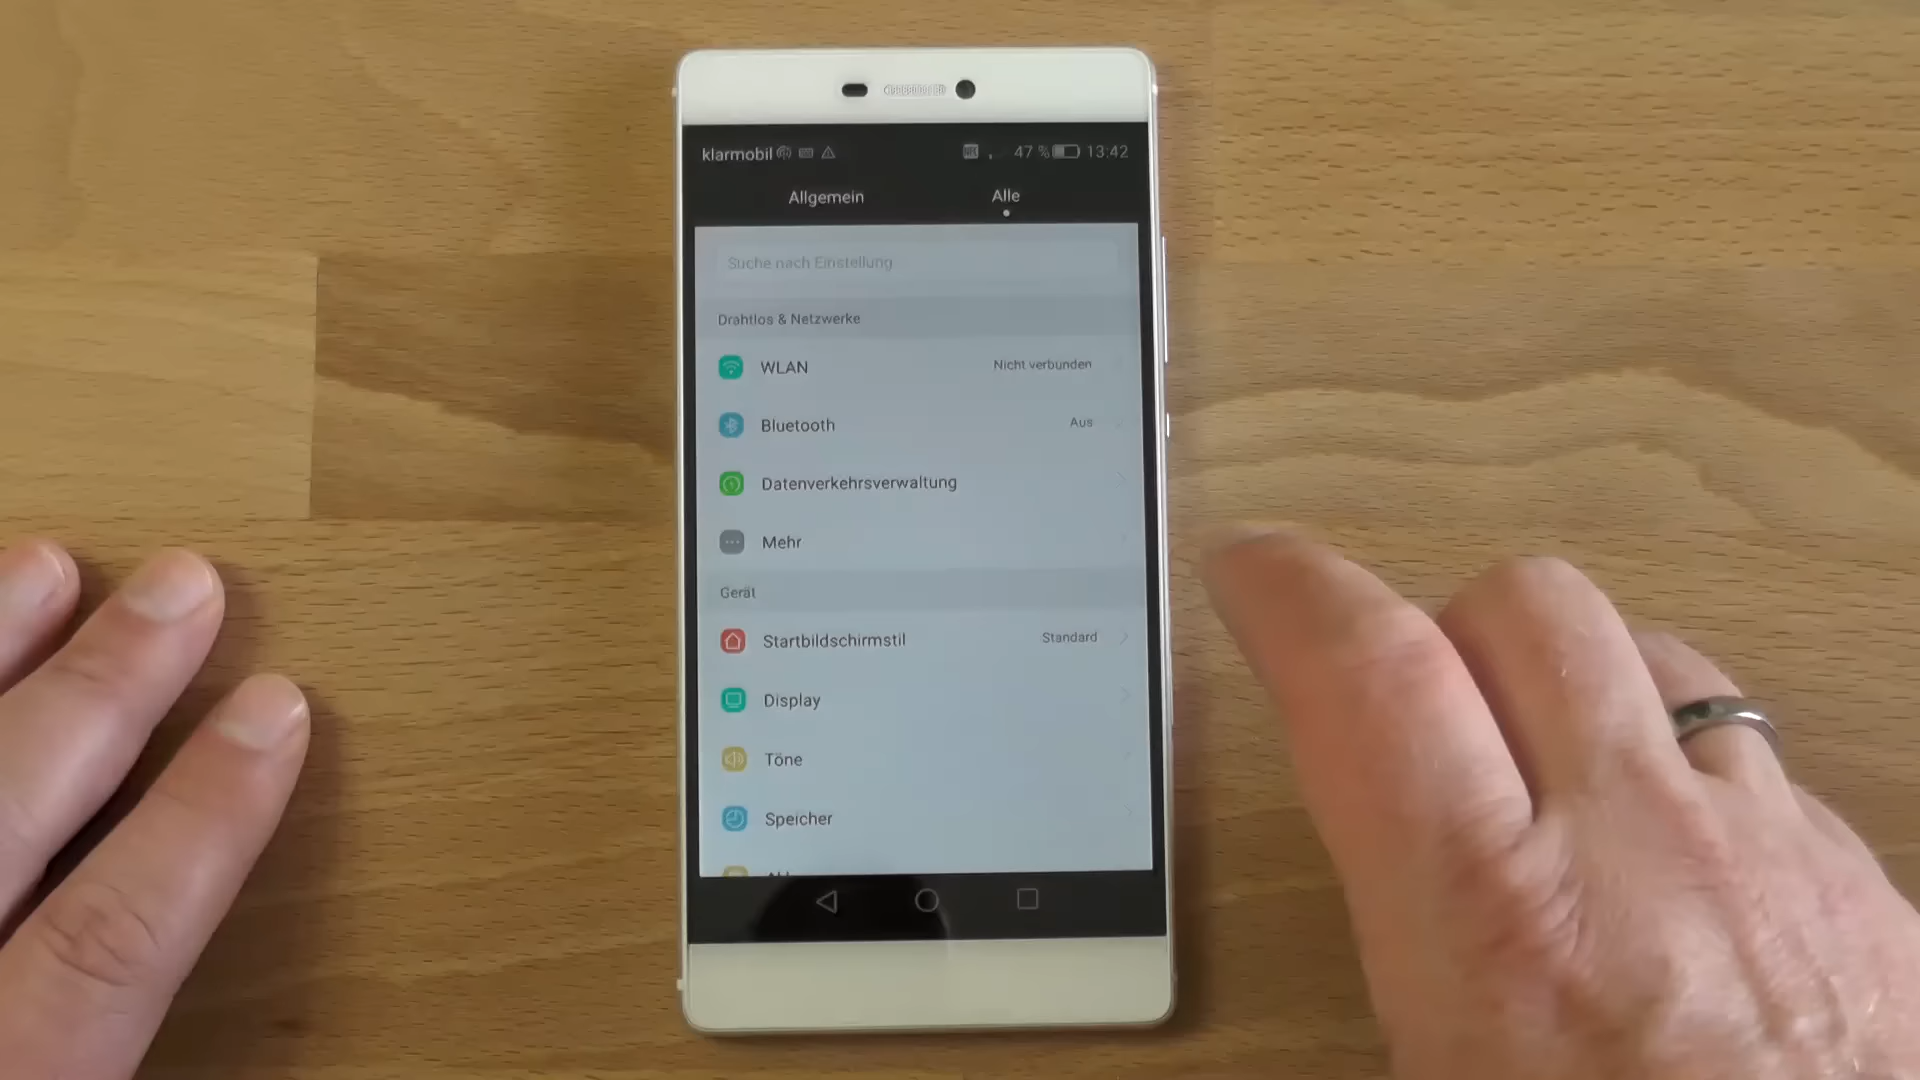 klarmobil 47 % 13:42
Allgemein Alle
Suche nach Einstellung
Drahtlos & Netzwerke
WLAN Nicht verbunden
Bluetooth Aus
Datenverkehrsverwaltung
Mehr
Gerät
Startbildschirmstil Standard
Display
Töne
Speicher